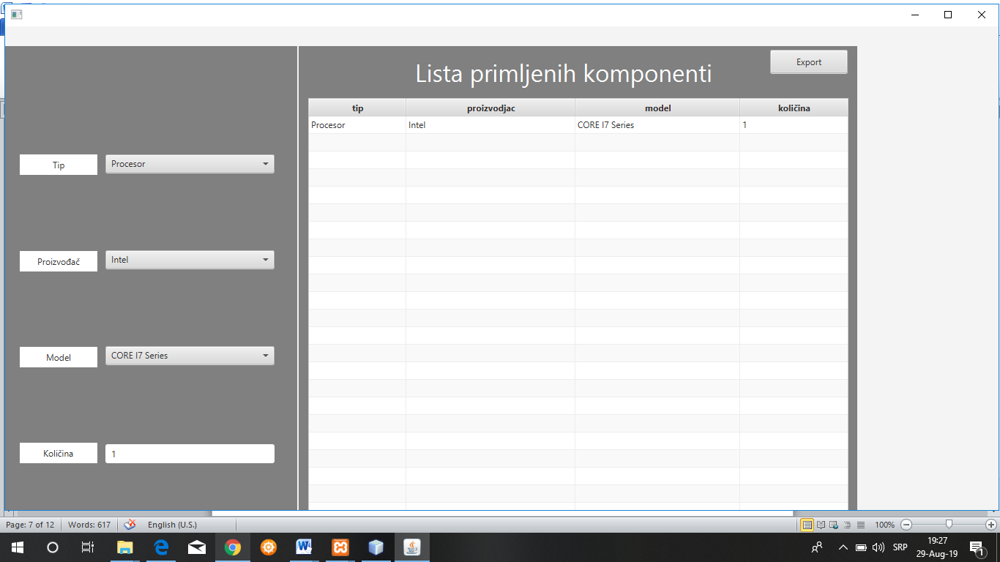 Export
Lista primljenih komponenti
tip proizvodjac model količina
Procesor Intel CORE I7 Series 1
Tip Procesor
Proizvođač Intel
Model CORE I7 Series
Količina 1
Page: 7 of 12 Words: 617 English (U.S.) 100%
SRP 19:27
29-Aug-19 1